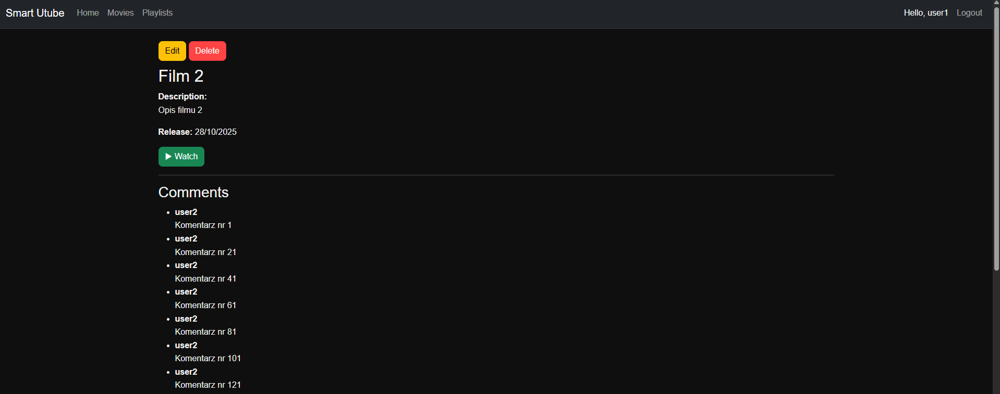 Smart Utube Home Movies Playlists Hello, user1 Logout
Edit Delete
Film 2
Description:
Opis filmu 2
Release: 28/10/2025
▶ Watch
Comments
user2
Komentarz nr 1
user2
Komentarz nr 21
user2
Komentarz nr 41
user2
Komentarz nr 61
user2
Komentarz nr 81
user2
Komentarz nr 101
user2
Komentarz nr 121